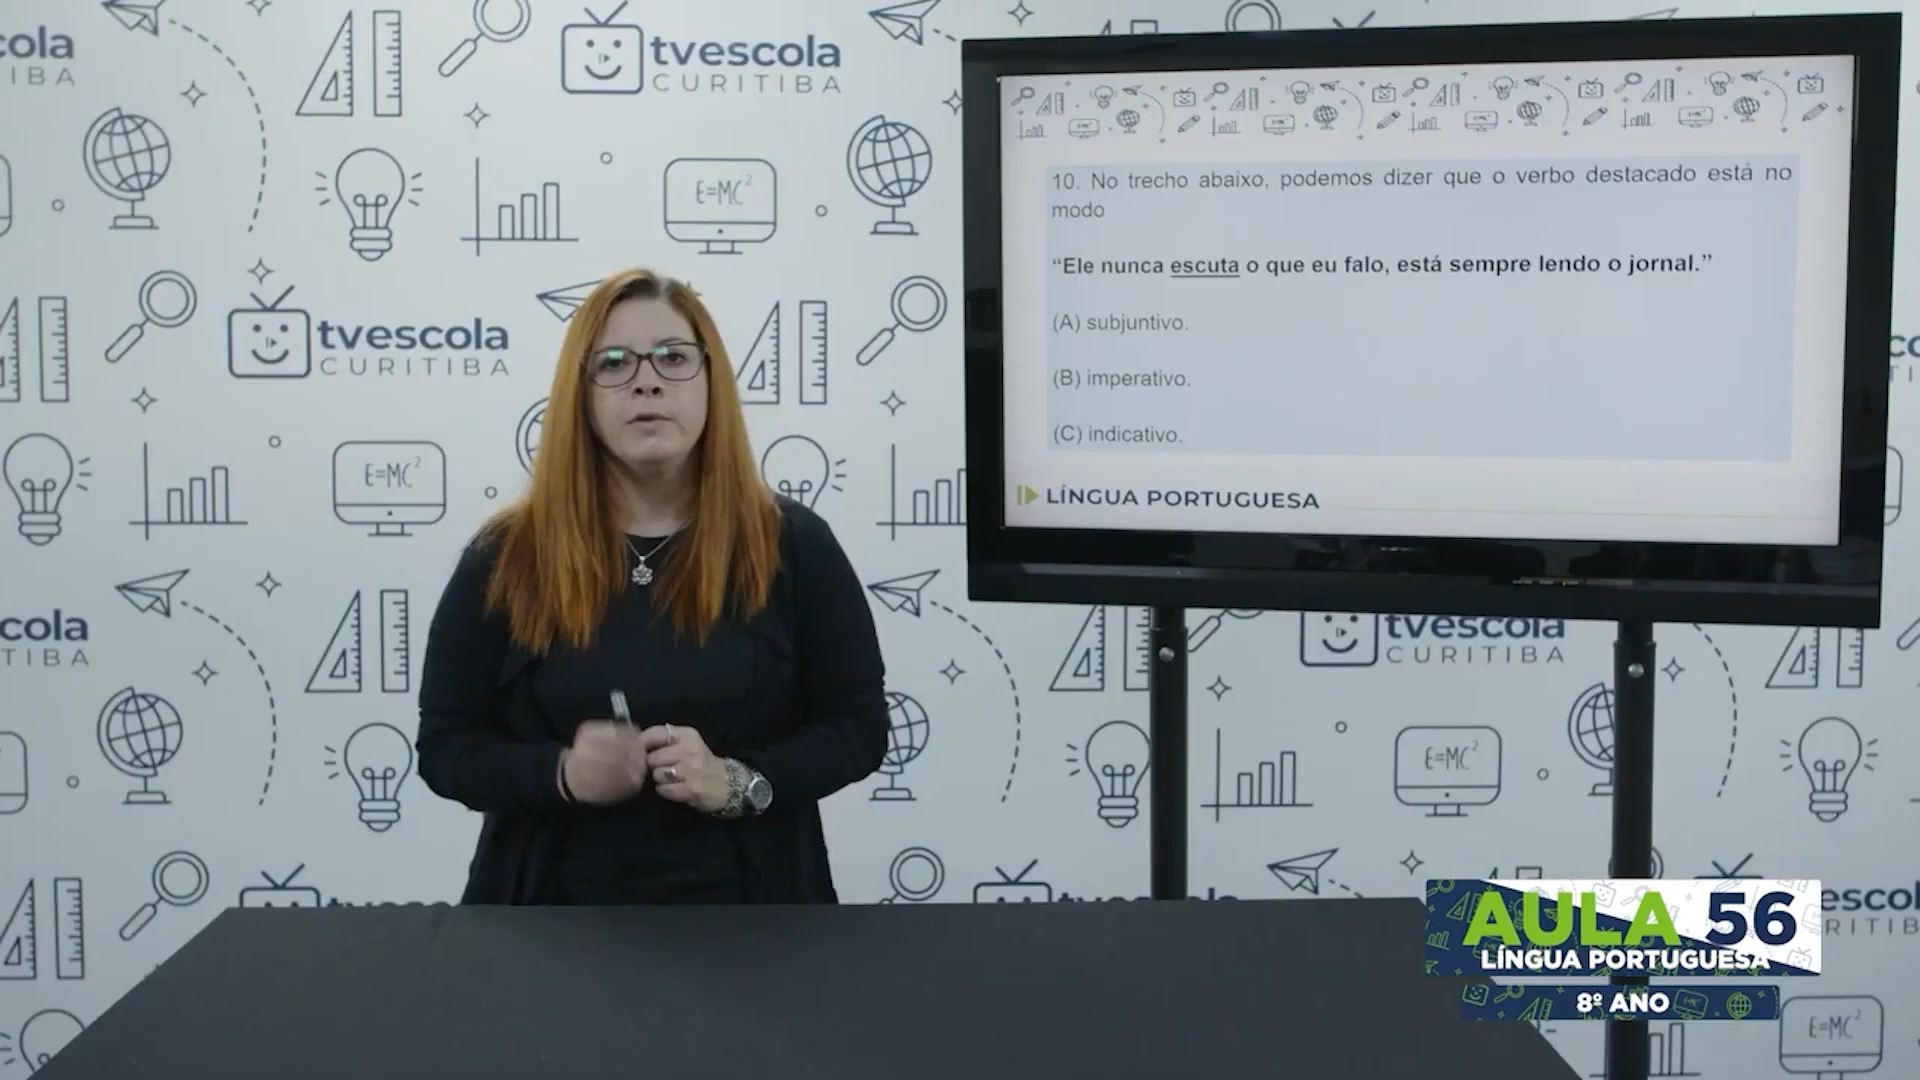 tvescola
CURITIBA
10. No trecho abaixo, podemos dizer que o verbo destacado está no
modo
“Ele nunca escuta o que eu falo, está sempre lendo o jornal.”
(A) subjuntivo.
(B) imperativo.
(C) indicativo.
LÍNGUA PORTUGUESA
E=MC²
tvescola
CURITIBA
E=MC²
tvescola
CURITIBA
E=MC²
AULA 56
LÍNGUA PORTUGUESA
8º ANO
E=MC²